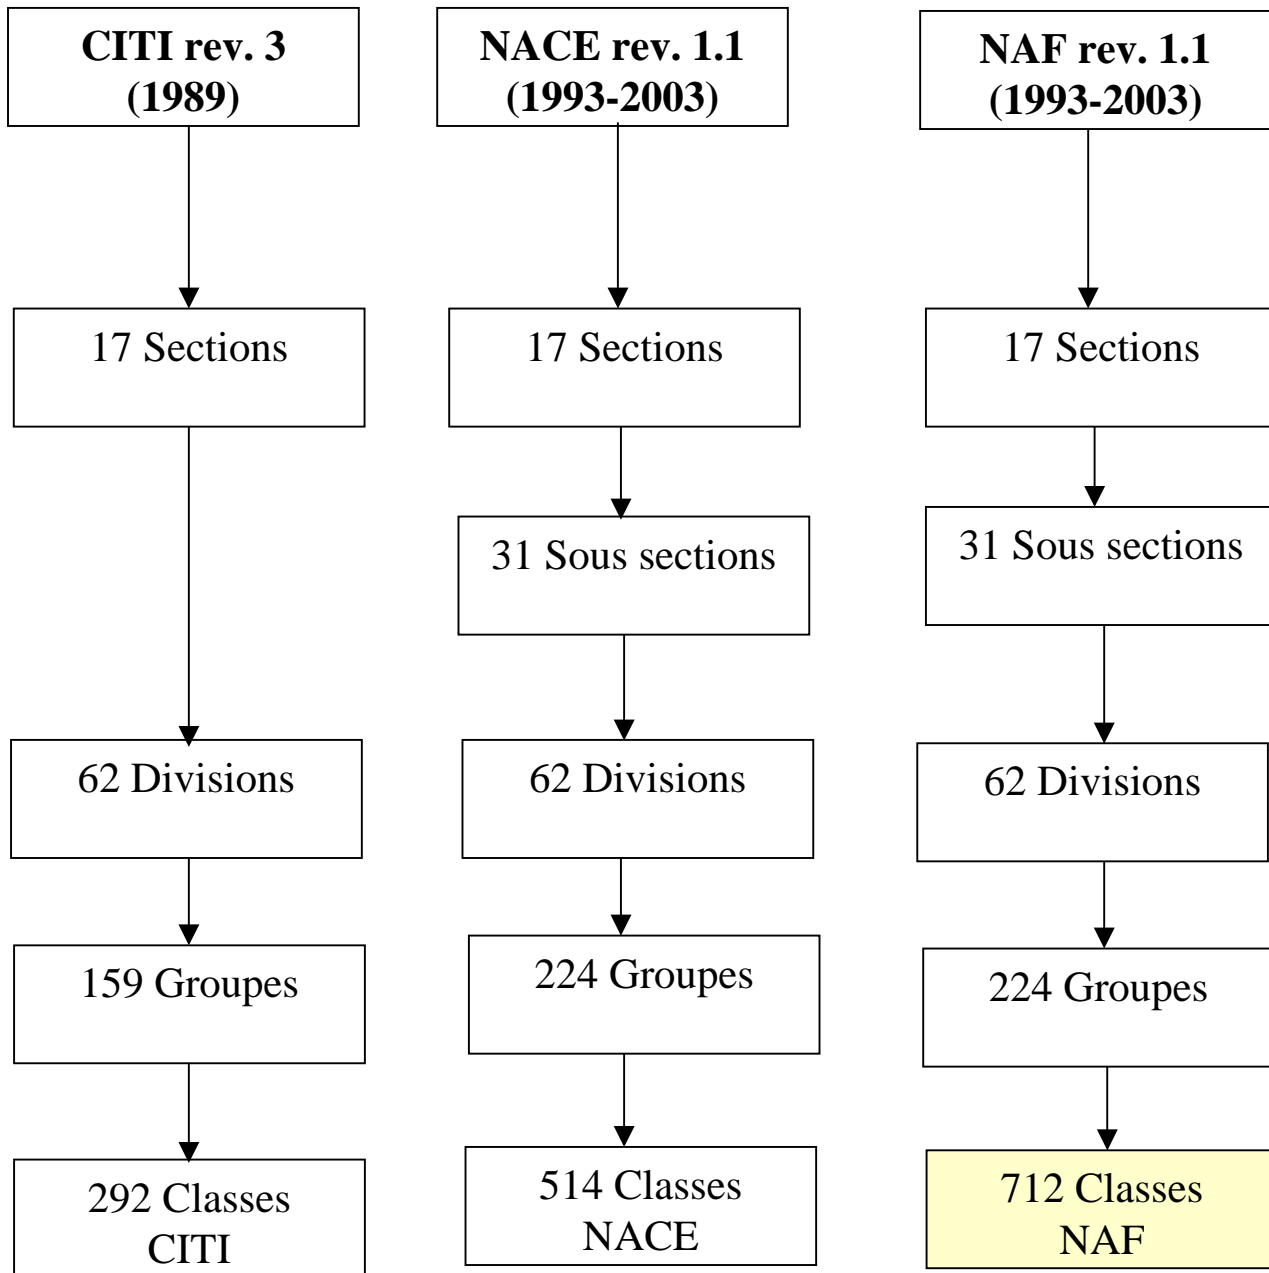 CITI rev. 3
(1989)
NACE rev. 1.1
(1993-2003)
NAF rev. 1.1
(1993-2003)
17 Sections
17 Sections
17 Sections
31 Sous sections
31 Sous sections
62 Divisions
62 Divisions
62 Divisions
159 Groupes
224 Groupes
224 Groupes
292 Classes
CITI
514 Classes
NACE
712 Classes
NAF